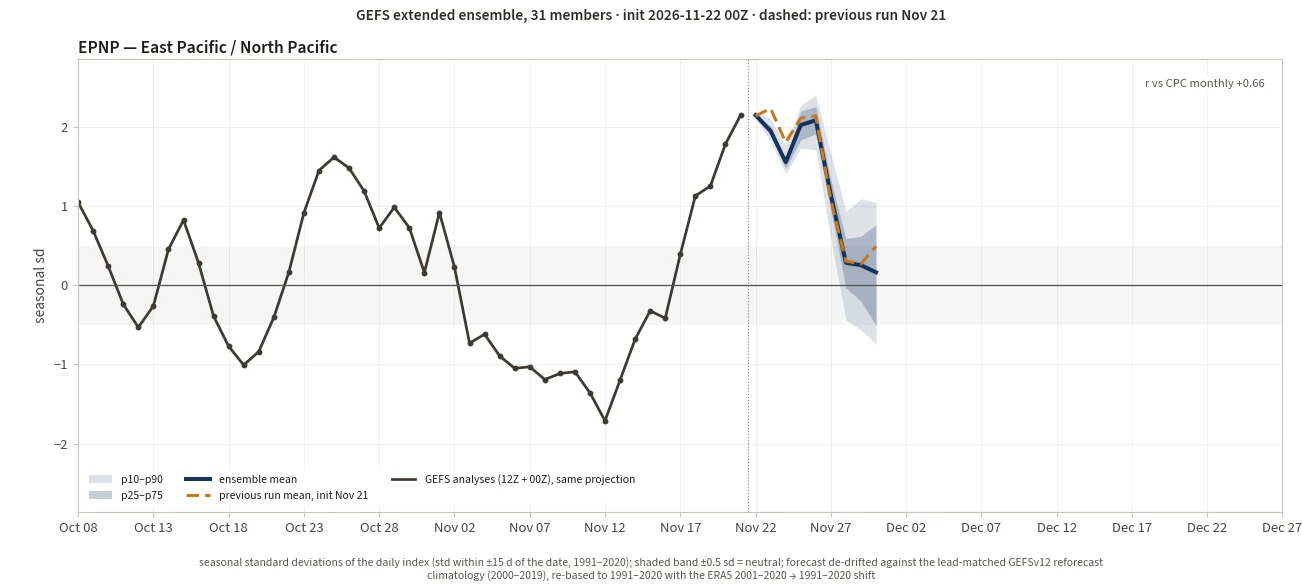 GEFS extended ensemble, 31 members · init 2026-11-22 00Z · dashed: previous run Nov 21
EPNP — East Pacific / North Pacific
r vs CPC monthly +0.66
seasonal sd
2
1
0
−1
−2
p10–p90
p25–p75
ensemble mean
previous run mean, init Nov 21
GEFS analyses (12Z + 00Z), same projection
Oct 08 Oct 13 Oct 18 Oct 23 Oct 28 Nov 02 Nov 07 Nov 12 Nov 17 Nov 22 Nov 27 Dec 02 Dec 07 Dec 12 Dec 17 Dec 22 Dec 27
seasonal standard deviations of the daily index (std within ±15 d of the date, 1991–2020); shaded band ±0.5 sd = neutral; forecast de-drifted against the lead-matched GEFSv12 reforecast
climatology (2000–2019), re-based to 1991–2020 with the ERA5 2001–2020 → 1991–2020 shift